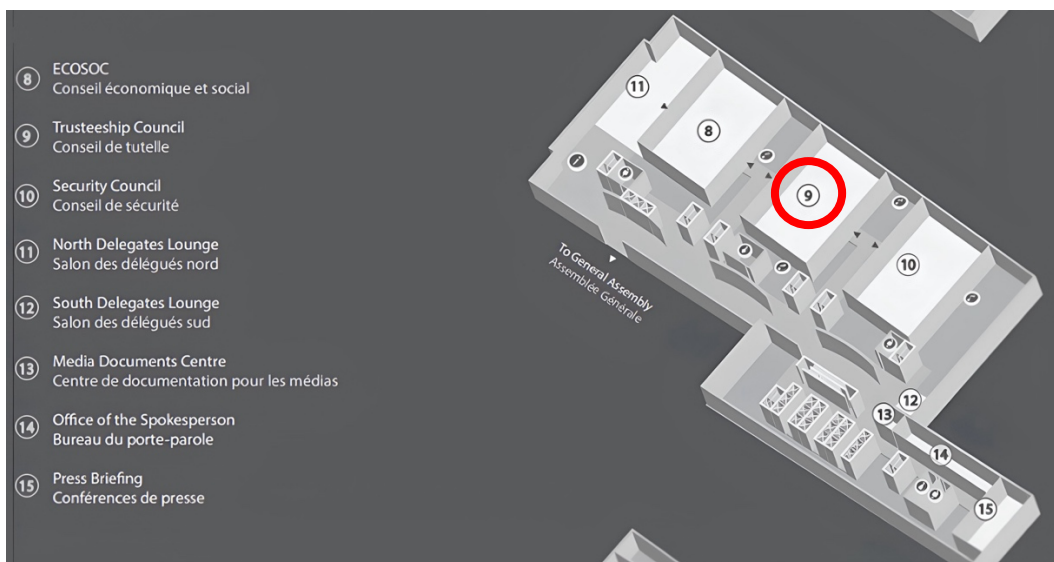 8 ECOSOC
Conseil économique et social
9 Trusteeship Council
Conseil de tutelle
10 Security Council
Conseil de sécurité
11 North Delegates Lounge
Salon des délégués nord
12 South Delegates Lounge
Salon des délégués sud
13 Media Documents Centre
Centre de documentation pour les médias
14 Office of the Spokesperson
Bureau du porte-parole
15 Press Briefing
Conférences de presse
11
8
9
10
To General Assembly
Assemblée Générale
12
13
14
15